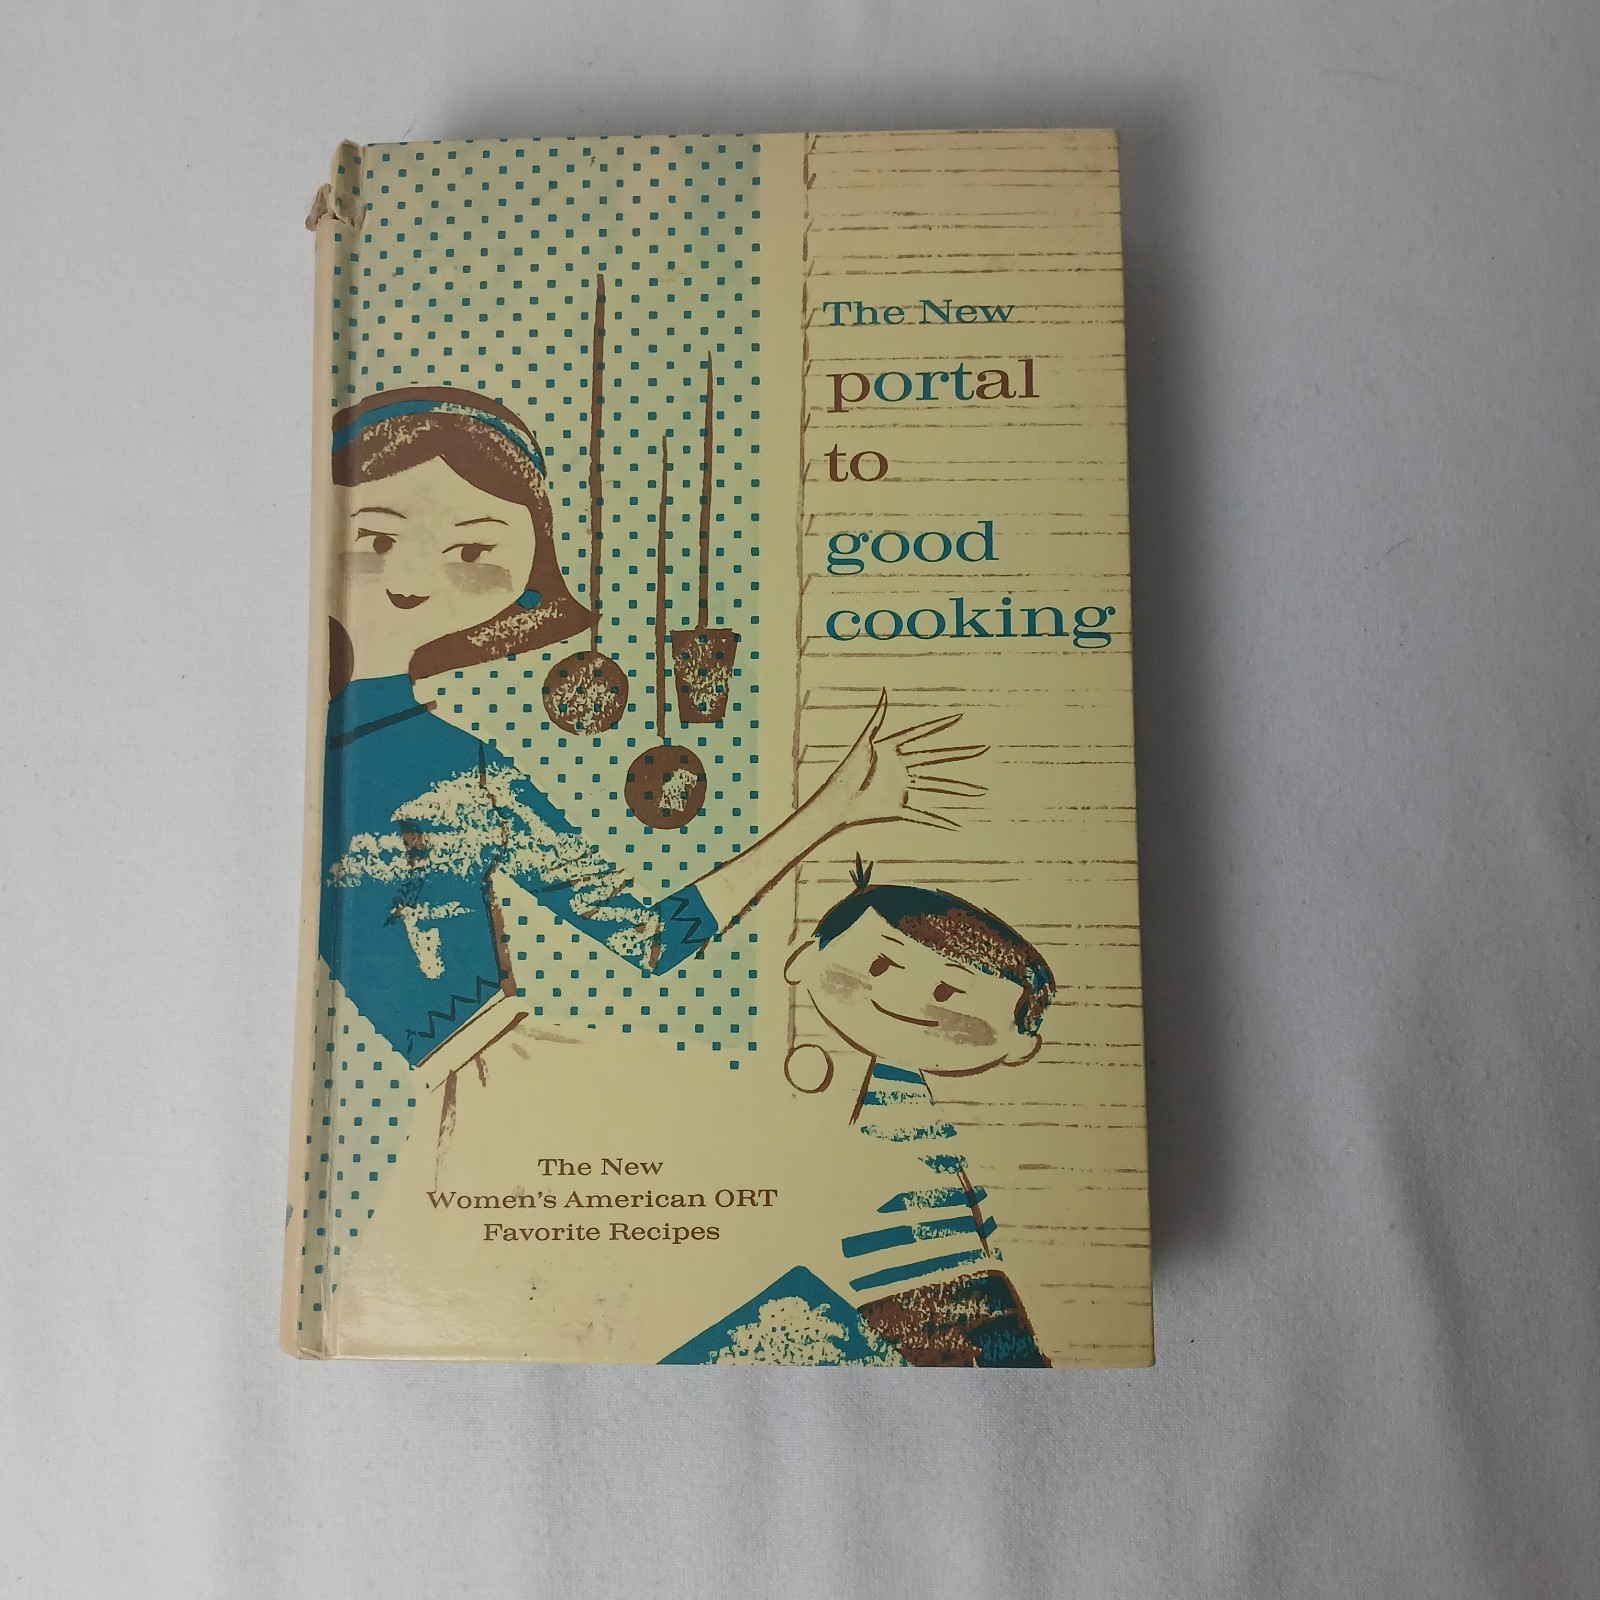 The New
portal
to
good
cooking
The New
Women's American ORT
Favorite Recipes